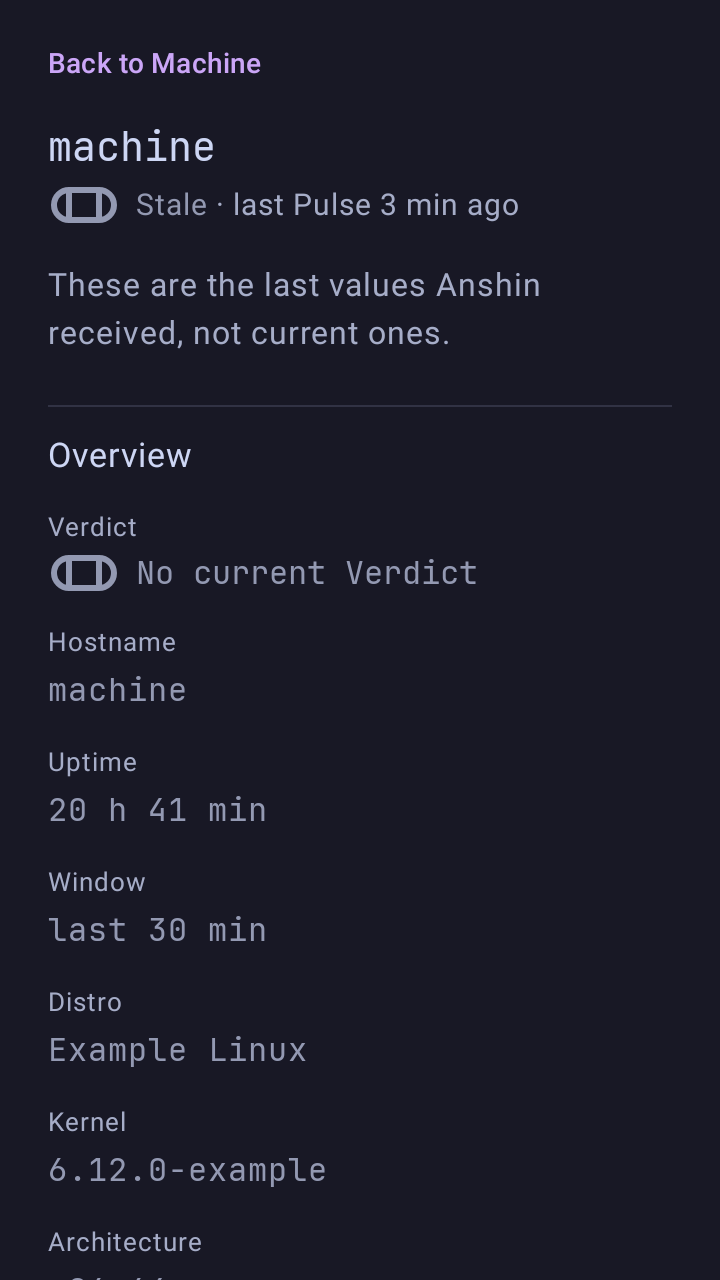 Back to Machine
machine
Stale · last Pulse 3 min ago
These are the last values Anshin
received, not current ones.
Overview
Verdict
No current Verdict
Hostname
machine
Uptime
20 h 41 min
Window
last 30 min
Distro
Example Linux
Kernel
6.12.0-example
Architecture